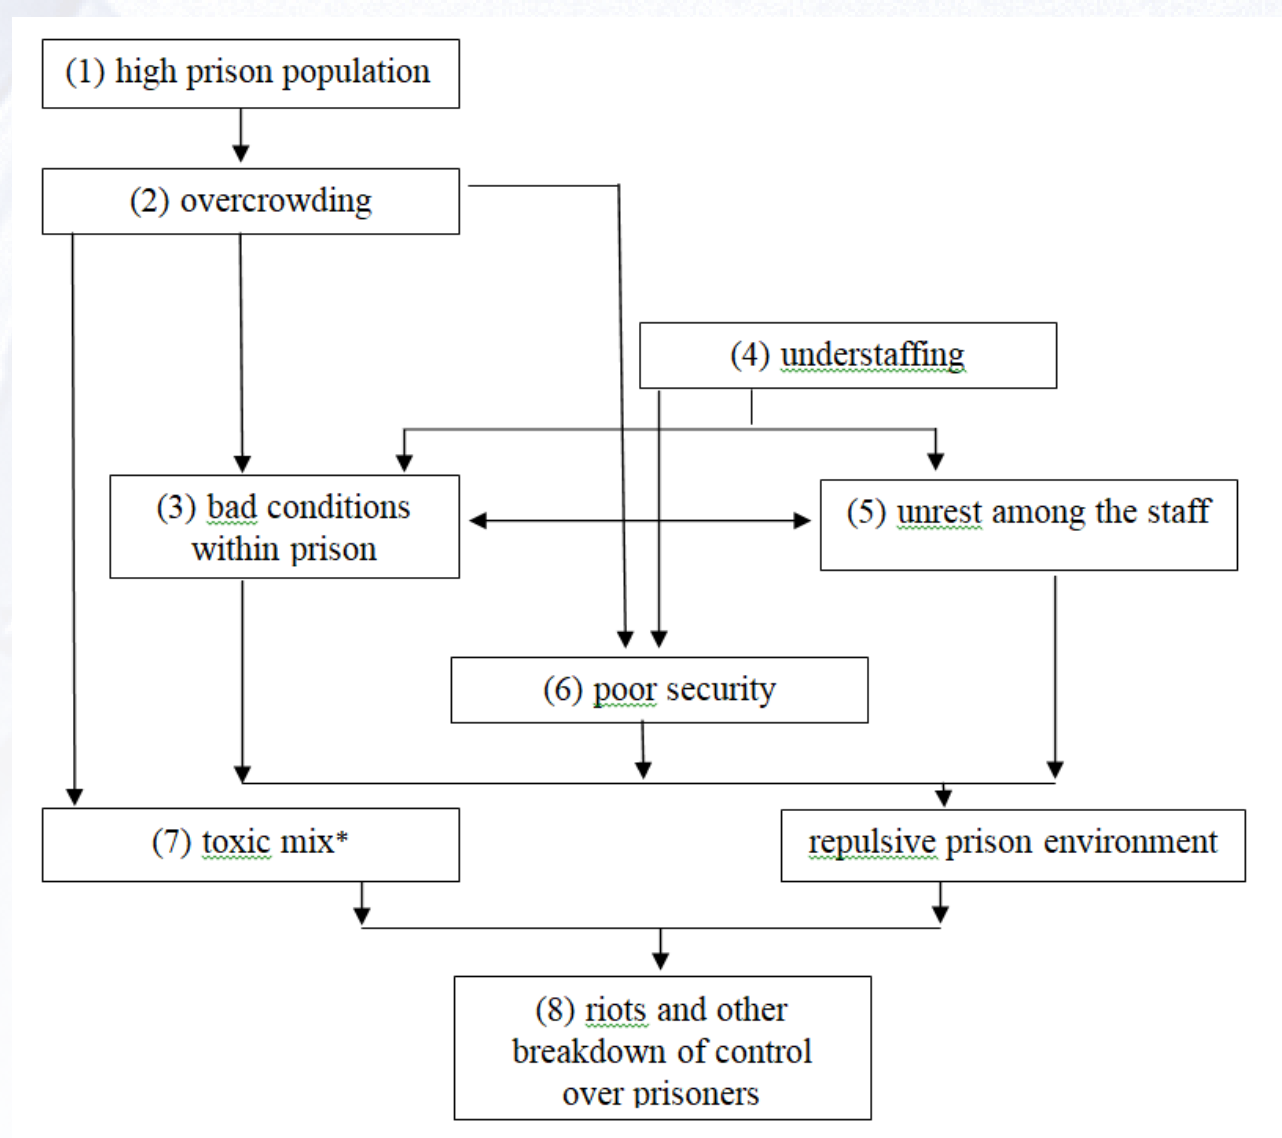 (1) high prison population
(2) overcrowding
(4) understaffing
(3) bad conditions
within prison
(5) unrest among the staff
(6) poor security
(7) toxic mix*
repulsive prison environment
(8) riots and other
breakdown of control
over prisoners